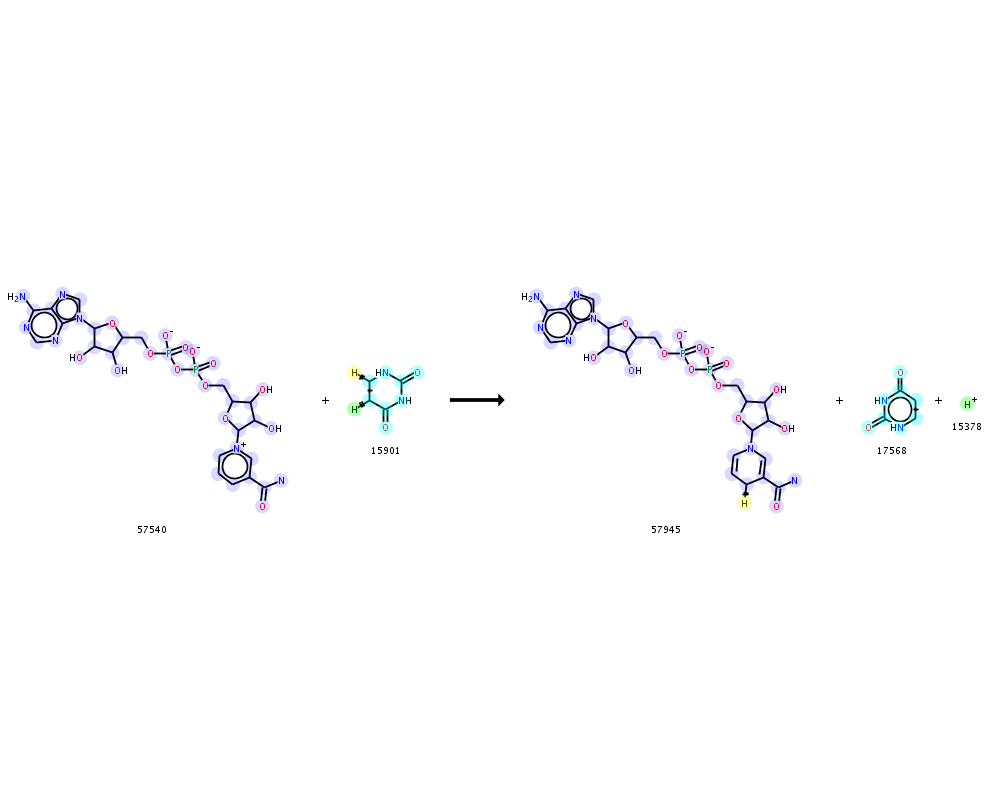 H2N N N N N O HO OH O O- P O O O- P O O O OH OH N+ N O
+
H H HN O NH O
15901
57540
H2N N N N N O HO OH O O- P O O O- P O O O OH OH N H N O
57945
+
O HN O HN
17568
+
H+
15378